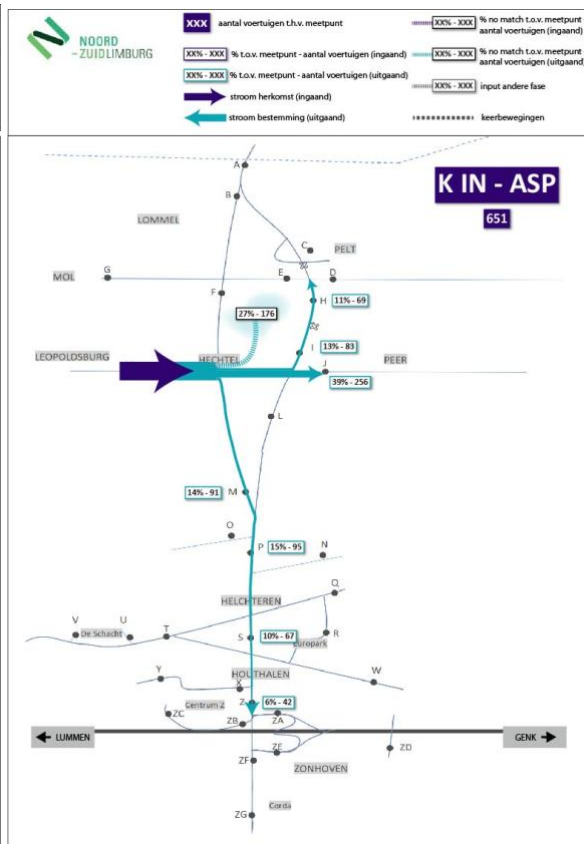 NOORD
-ZUIDLIMBURG
XXX aantal voertuigen t.h.v. meetpunt
XX% - XXX % t.o.v. meetpunt - aantal voertuigen (ingaand)
XX% - XXX % t.o.v. meetpunt - aantal voertuigen (uitgaand)
stroom herkomst (ingaand)
stroom bestemming (uitgaand)
XX% - XXX % no match t.o.v. meetpunt
aantal voertuigen (ingaand)
XX% - XXX % no match t.o.v. meetpunt
aantal voertuigen (uitgaand)
XX% - XXX input andere fase
keerbewegingen
K IN - ASP
651
A
B
LOMMEL
C
PELT
MOL
G
E
D
F
H 11% - 69
27% - 176
I 13% - 83
LEOPOLDSBURG
HECHTEL
J
PEER
39% - 256
L
14% - 91 M
O
P 15% - 95
N
Q
HELCHTEREN
V
U
De Schacht
T
S 10% - 67
R
Europark
HOUTHALEN
Y
X
W
Z 6% - 42
Centrum Z
ZC
ZB
ZA
LUMMEN
GENK
ZE
ZD
ZF
ZONHOVEN
Corda
ZG